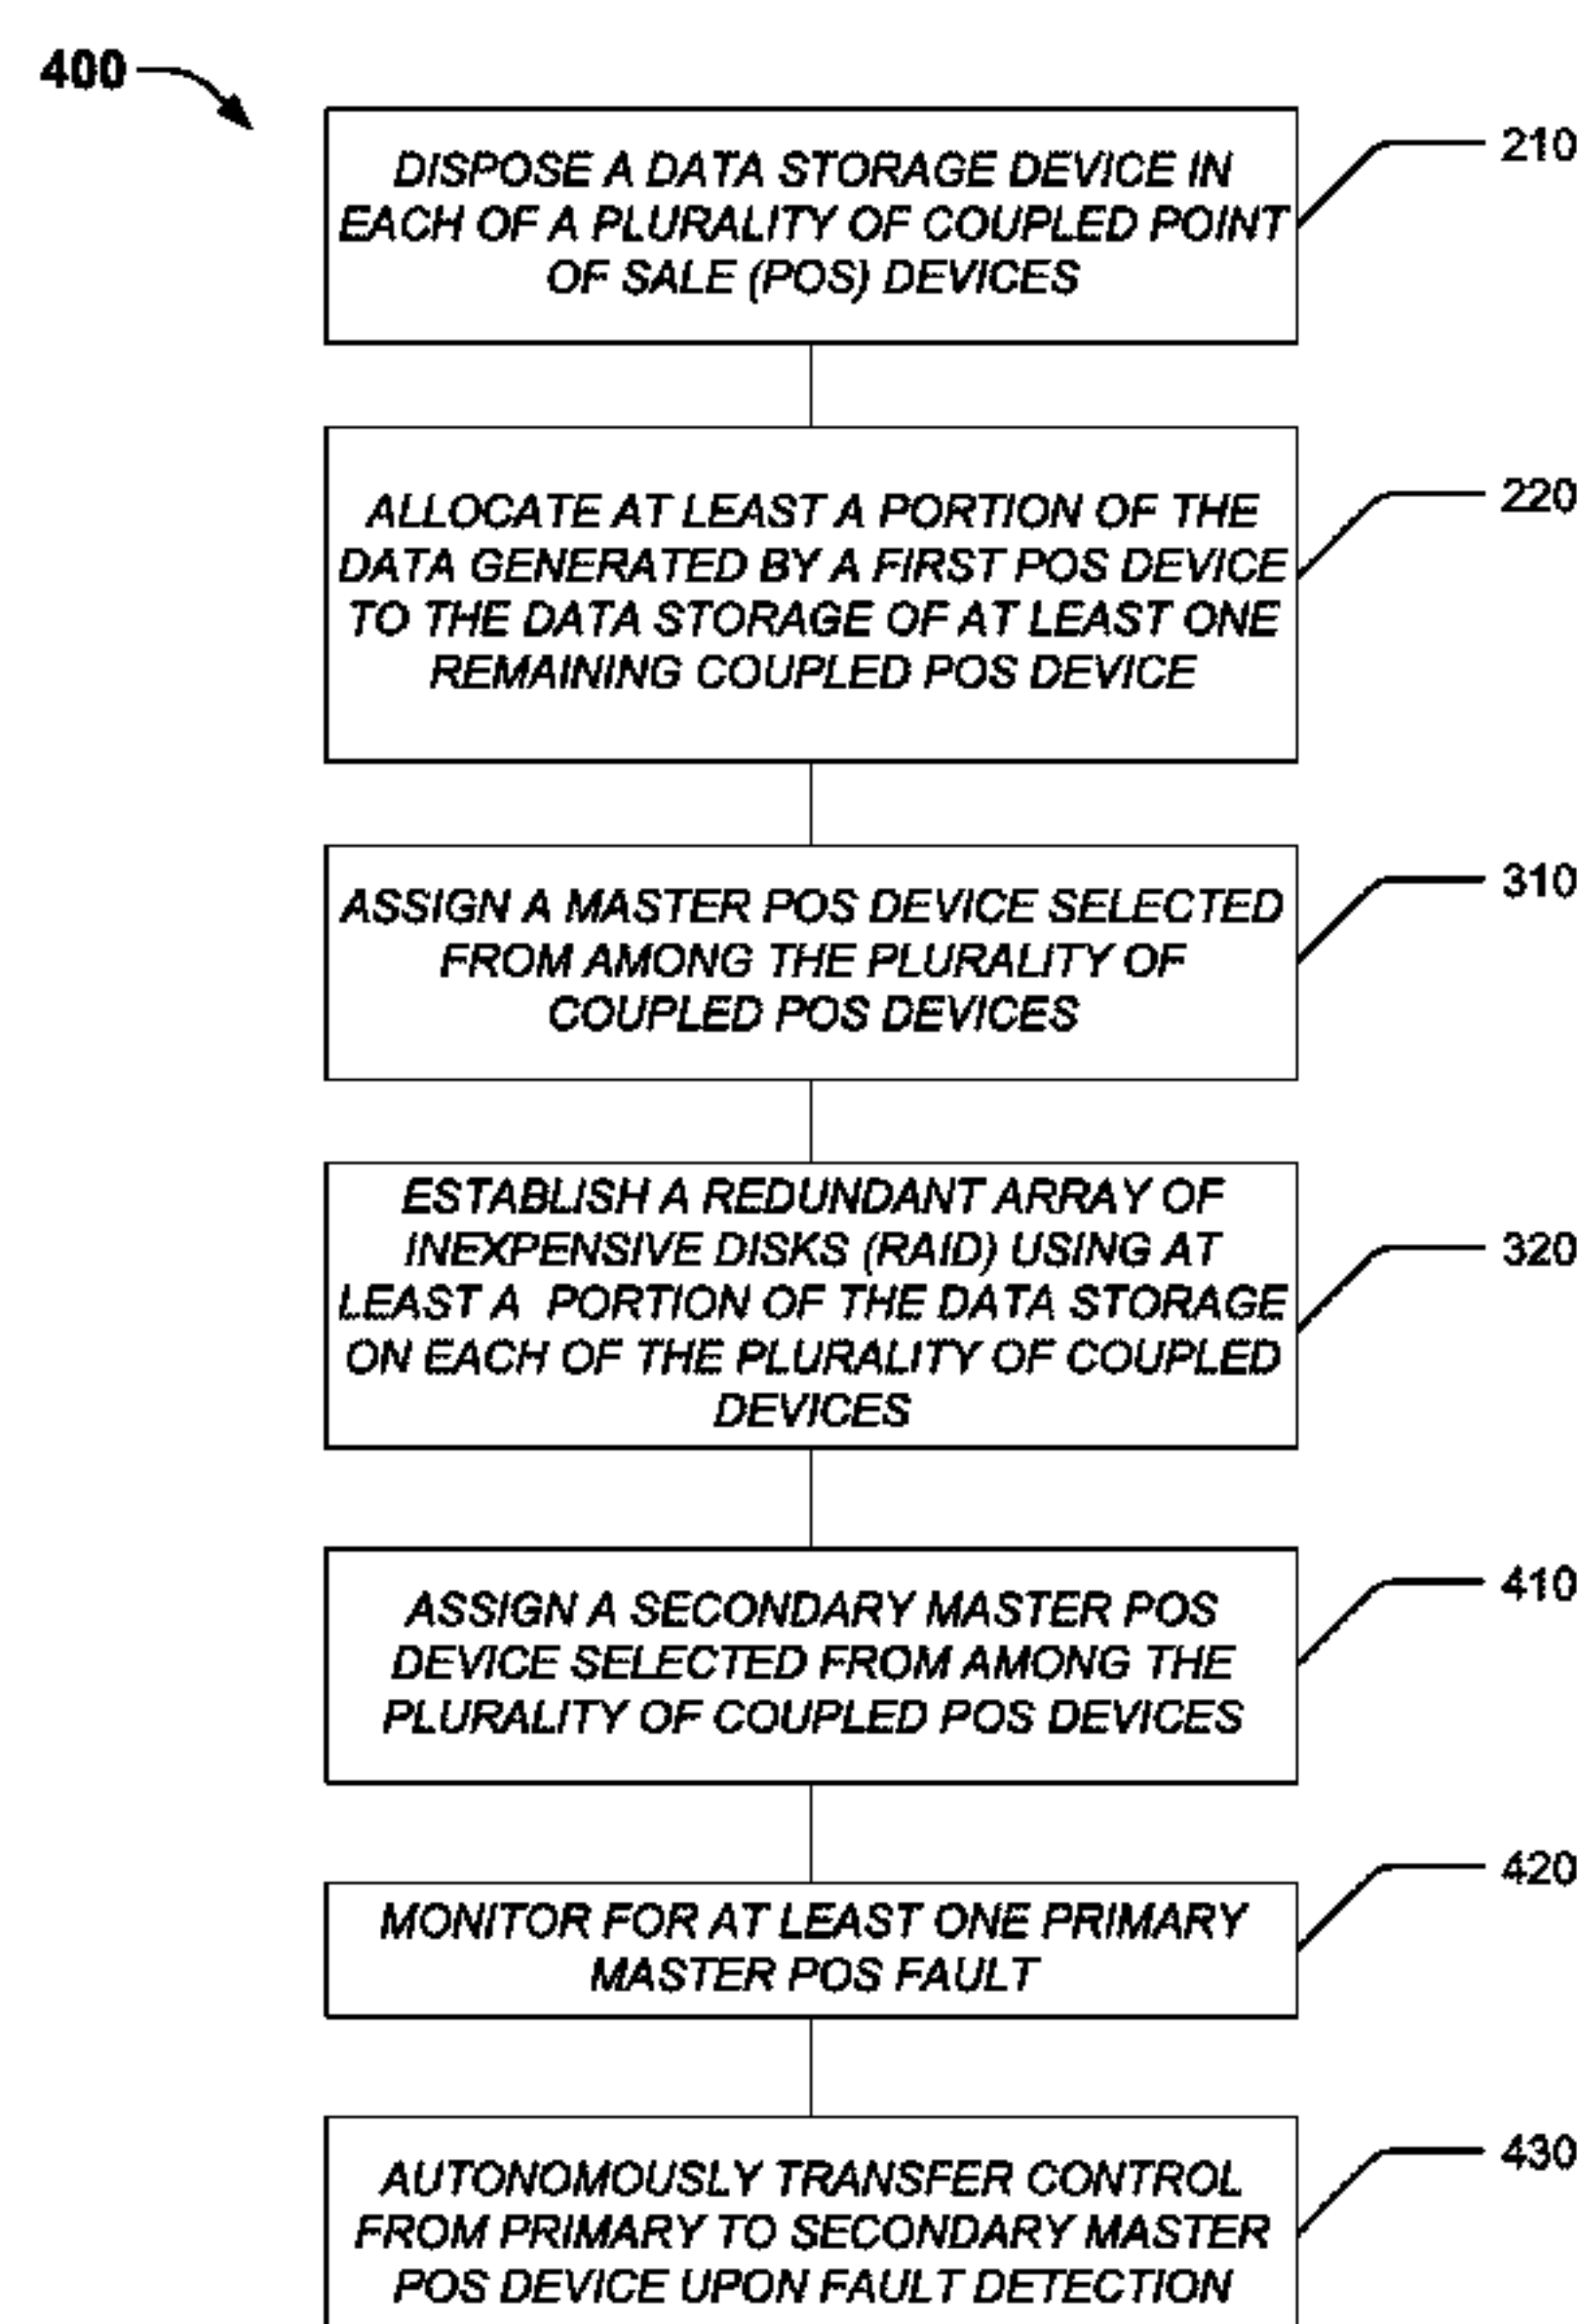 400
DISPOSE A DATA STORAGE DEVICE IN
EACH OF A PLURALITY OF COUPLED POINT
OF SALE (POS) DEVICES
210
ALLOCATE AT LEAST A PORTION OF THE
DATA GENERATED BY A FIRST POS DEVICE
TO THE DATA STORAGE OF AT LEAST ONE
REMAINING COUPLED POS DEVICE
220
ASSIGN A MASTER POS DEVICE SELECTED
FROM AMONG THE PLURALITY OF
COUPLED POS DEVICES
310
ESTABLISH A REDUNDANT ARRAY OF
INEXPENSIVE DISKS (RAID) USING AT
LEAST A PORTION OF THE DATA STORAGE
ON EACH OF THE PLURALITY OF COUPLED
DEVICES
320
ASSIGN A SECONDARY MASTER POS
DEVICE SELECTED FROM AMONG THE
PLURALITY OF COUPLED POS DEVICES
410
MONITOR FOR AT LEAST ONE PRIMARY
MASTER POS FAULT
420
AUTONOMOUSLY TRANSFER CONTROL
FROM PRIMARY TO SECONDARY MASTER
POS DEVICE UPON FAULT DETECTION
430